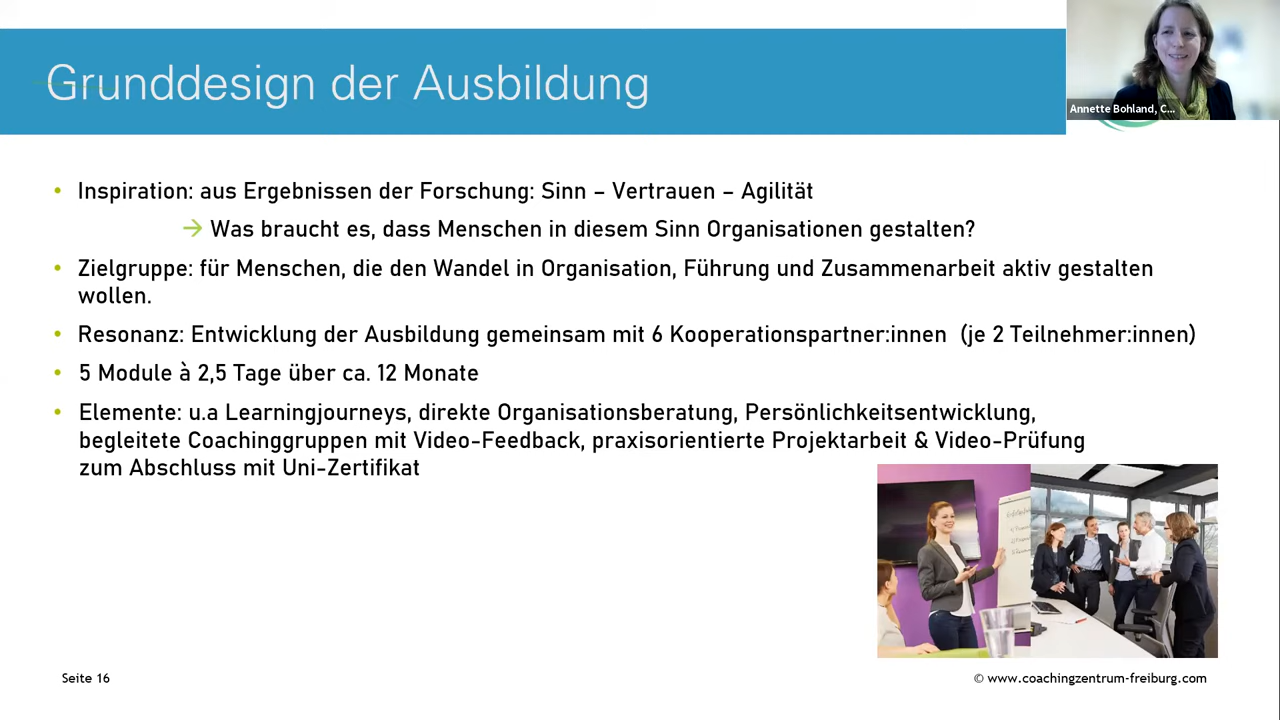 Grunddesign der Ausbildung
Annette Bohland, C...
• Inspiration: aus Ergebnissen der Forschung: Sinn – Vertrauen – Agilität
→ Was braucht es, dass Menschen in diesem Sinn Organisationen gestalten?
• Zielgruppe: für Menschen, die den Wandel in Organisation, Führung und Zusammenarbeit aktiv gestalten
wollen.
• Resonanz: Entwicklung der Ausbildung gemeinsam mit 6 Kooperationspartner:innen (je 2 Teilnehmer:innen)
• 5 Module à 2,5 Tage über ca. 12 Monate
• Elemente: u.a Learningjourneys, direkte Organisationsberatung, Persönlichkeitsentwicklung,
begleitete Coachinggruppen mit Video-Feedback, praxisorientierte Projektarbeit & Video-Prüfung
zum Abschluss mit Uni-Zertifikat
Seite 16
© www.coachingzentrum-freiburg.com